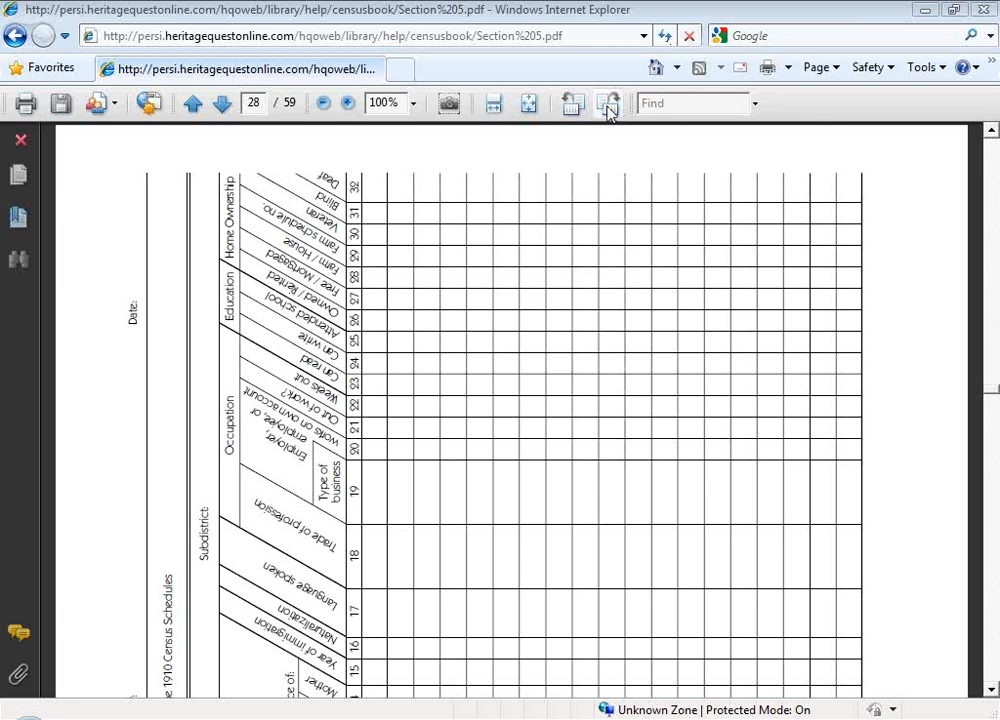 http://persi.heritagequestonline.com/hqoweb/library/help/censusbook/Section%205.pdf - Windows Internet Explorer
http://persi.heritagequestonline.com/hqoweb/library/help/censusbook/Section%205.pdf
Google
Favorites
http://persi.heritagequestonline.com/hqoweb/li...
Page
Safety
Tools
28 / 59
100%
Find
Date:
Subdistrict:
e 1910 Census Schedules
Home Ownership
Education
Occupation
Deaf
32
Blind
31
Veteran
30
Farm schedule no.
29
Farm / House
28
Free / Mortgaged
27
Owned / Rented
26
Attended school
25
Can write
24
Can read
23
Weeks out
22
Out of work?
21
Employer,
employee, or
works on own account
20
Type of
business
19
Trade of profession
18
Language spoken
17
Naturalization
16
Year of immigration
15
Mother
ce of:
Unknown Zone | Protected Mode: On